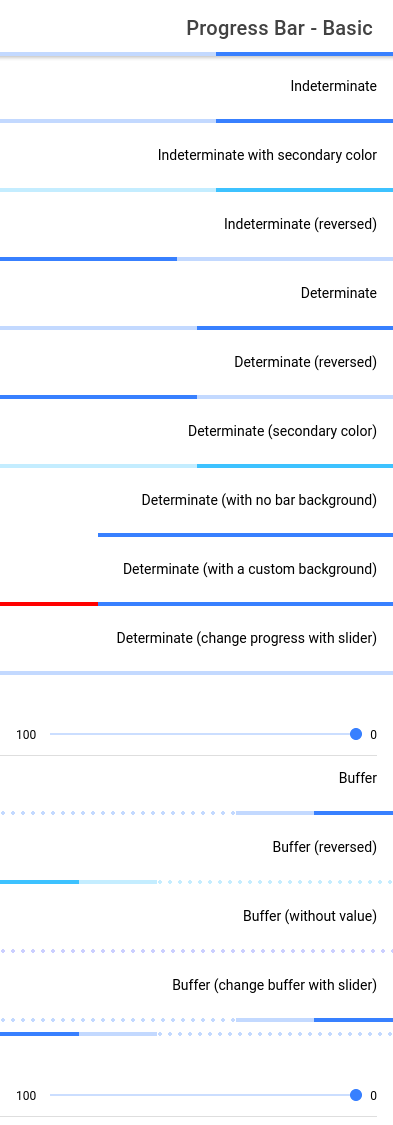 Progress Bar - Basic
Indeterminate
Indeterminate with secondary color
Indeterminate (reversed)
Determinate
Determinate (reversed)
Determinate (secondary color)
Determinate (with no bar background)
Determinate (with a custom background)
Determinate (change progress with slider)
100 0
Buffer
Buffer (reversed)
Buffer (without value)
Buffer (change buffer with slider)
100 0